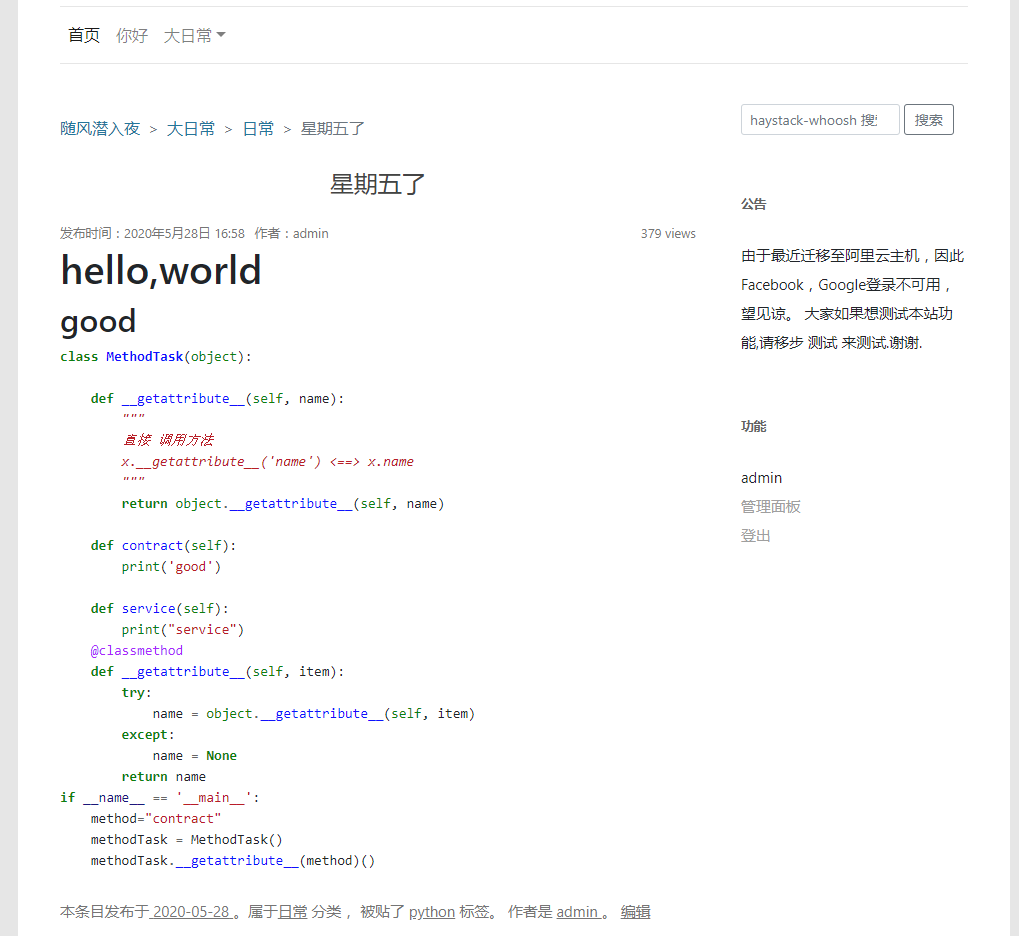 首页 你好 大日常
随风潜入夜 > 大日常 > 日常 > 星期五了
星期五了
发布时间：2020年5月28日 16:58 作者：admin 379 views
hello,world
good
class MethodTask(object):
    def __getattribute__(self, name):
        """
        直接 调用方法
        x.__getattribute__('name') <==> x.name
        """
        return object.__getattribute__(self, name)
    def contract(self):
        print('good')
    def service(self):
        print("service")
    @classmethod
    def __getattribute__(self, item):
        try:
            name = object.__getattribute__(self, item)
        except:
            name = None
        return name
if __name__ == '__main__':
    method="contract"
    methodTask = MethodTask()
    methodTask.__getattribute__(method)()
本条目发布于 2020-05-28 。属于日常 分类， 被贴了 python 标签。 作者是 admin 。 编辑
haystack-whoosh 搜 搜索
公告
由于最近迁移至阿里云主机，因此
Facebook，Google登录不可用，
望见谅。 大家如果想测试本站功
能,请移步 测试 来测试.谢谢.
功能
admin
管理面板
登出